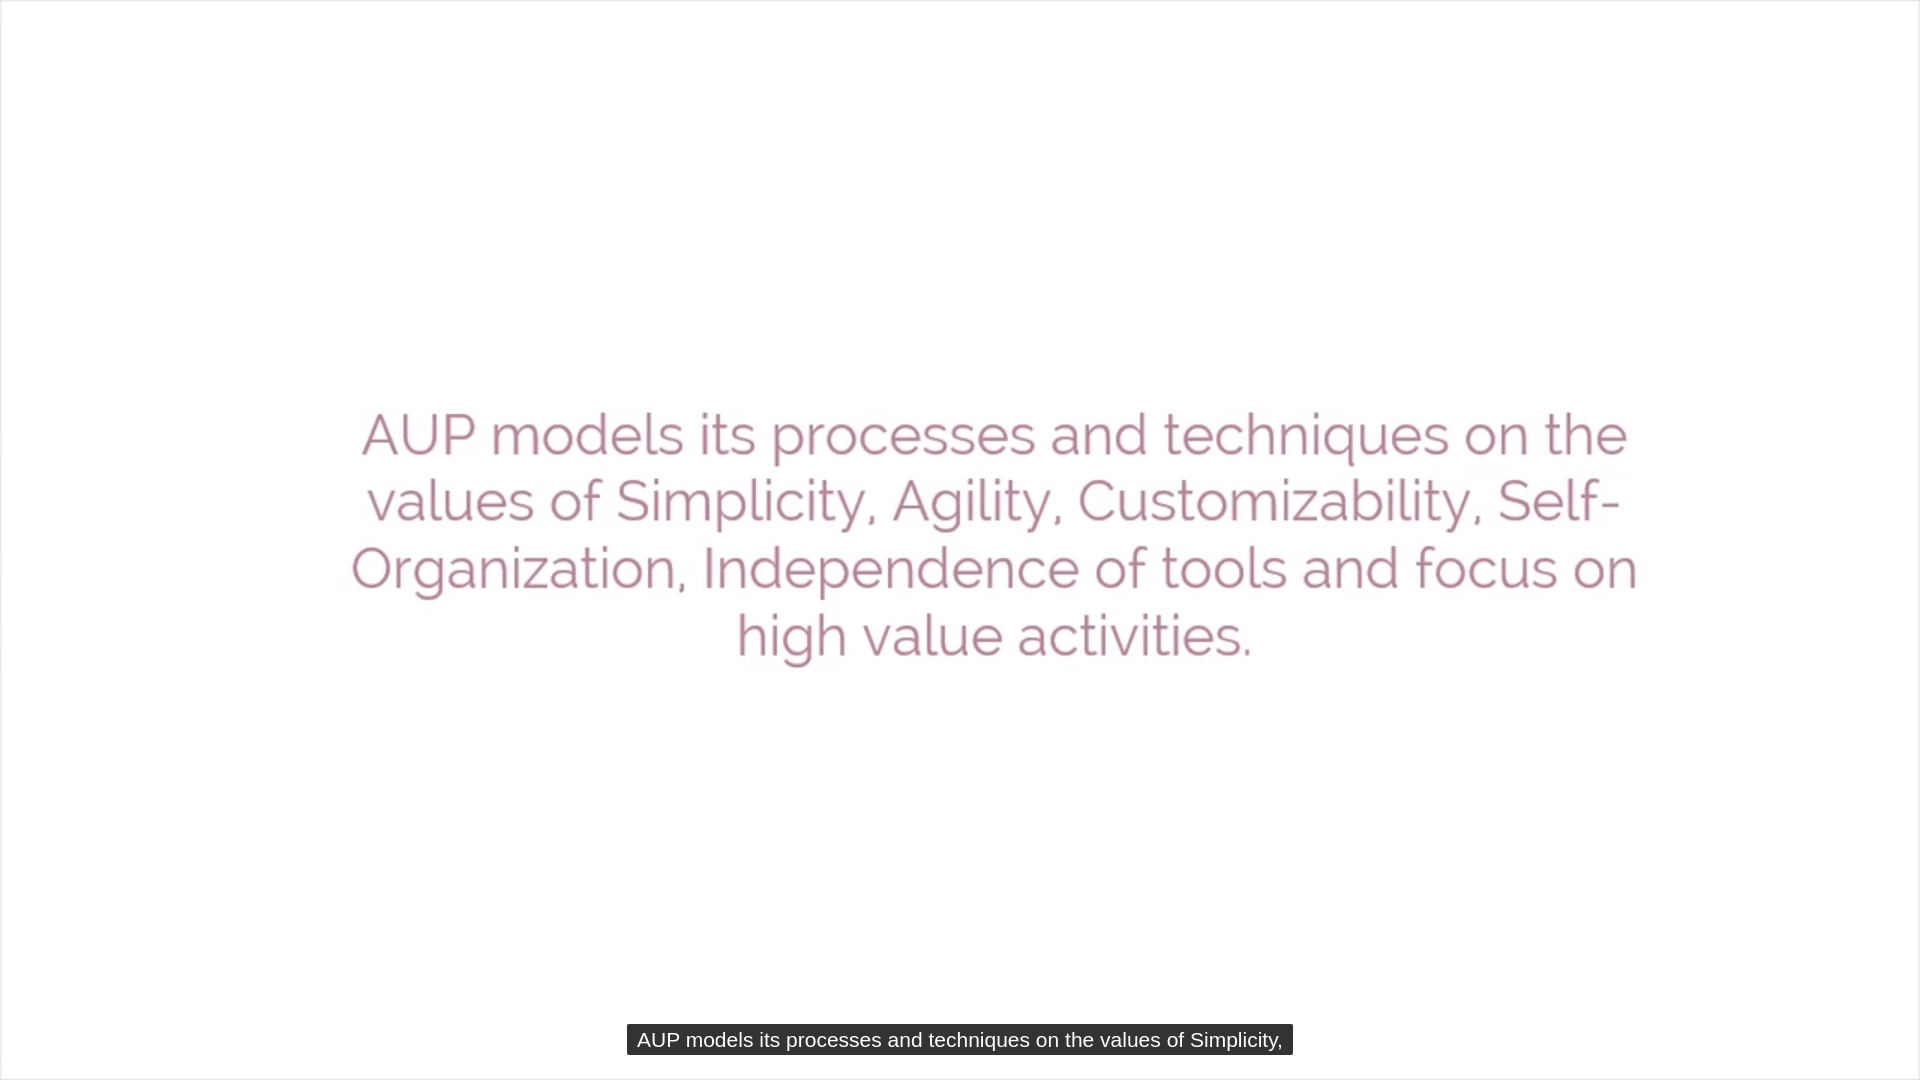 AUP models its processes and techniques on the
values of Simplicity, Agility, Customizability, Self-
Organization, Independence of tools and focus on
high value activities.
AUP models its processes and techniques on the values of Simplicity,